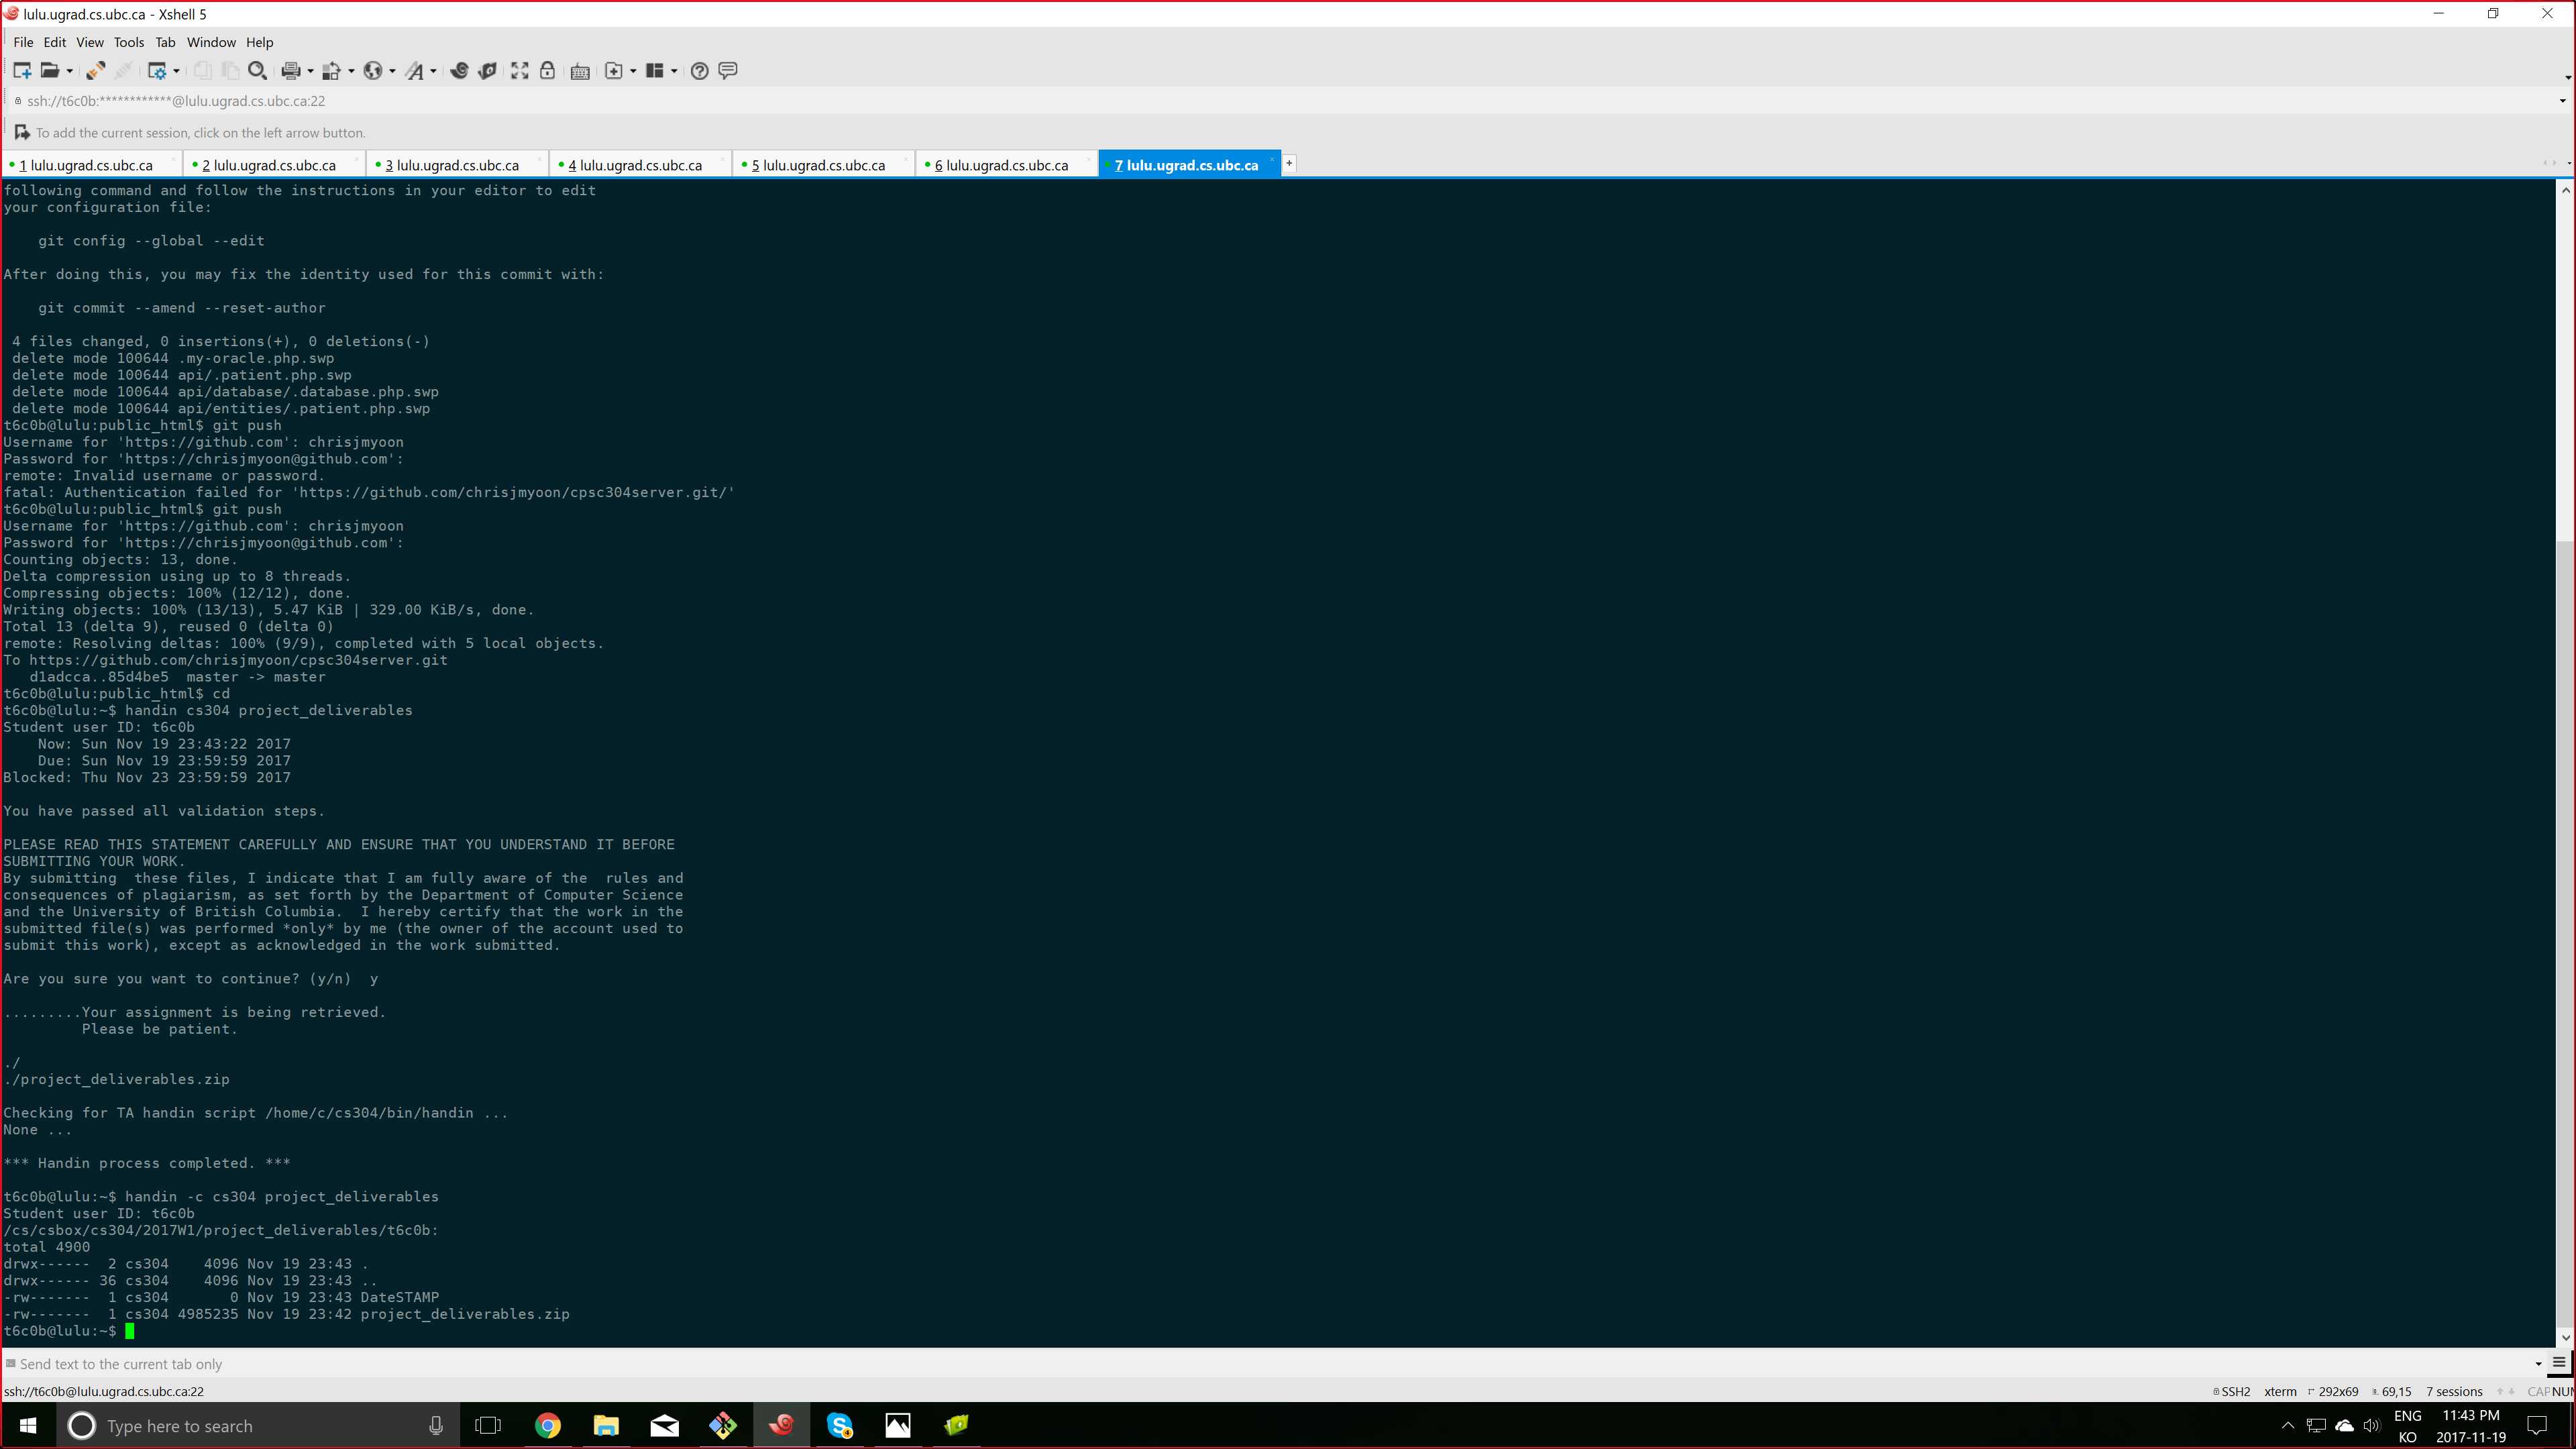 lulu.ugrad.cs.ubc.ca - Xshell 5
File Edit View Tools Tab Window Help
ssh://t6c0b:************@lulu.ugrad.cs.ubc.ca:22
To add the current session, click on the left arrow button.
1 lulu.ugrad.cs.ubc.ca 2 lulu.ugrad.cs.ubc.ca 3 lulu.ugrad.cs.ubc.ca 4 lulu.ugrad.cs.ubc.ca 5 lulu.ugrad.cs.ubc.ca 6 lulu.ugrad.cs.ubc.ca 7 lulu.ugrad.cs.ubc.ca +
following command and follow the instructions in your editor to edit
your configuration file:
    git config --global --edit
After doing this, you may fix the identity used for this commit with:
    git commit --amend --reset-author
 4 files changed, 0 insertions(+), 0 deletions(-)
 delete mode 100644 .my-oracle.php.swp
 delete mode 100644 api/.patient.php.swp
 delete mode 100644 api/database/.database.php.swp
 delete mode 100644 api/entities/.patient.php.swp
t6c0b@lulu:public_html$ git push
Username for 'https://github.com': chrisjmyoon
Password for 'https://chrisjmyoon@github.com':
remote: Invalid username or password.
fatal: Authentication failed for 'https://github.com/chrisjmyoon/cpsc304server.git/'
t6c0b@lulu:public_html$ git push
Username for 'https://github.com': chrisjmyoon
Password for 'https://chrisjmyoon@github.com':
Counting objects: 13, done.
Delta compression using up to 8 threads.
Compressing objects: 100% (12/12), done.
Writing objects: 100% (13/13), 5.47 KiB | 329.00 KiB/s, done.
Total 13 (delta 9), reused 0 (delta 0)
remote: Resolving deltas: 100% (9/9), completed with 5 local objects.
To https://github.com/chrisjmyoon/cpsc304server.git
   d1adcca..85d4be5  master -> master
t6c0b@lulu:public_html$ cd
t6c0b@lulu:~$ handin cs304 project_deliverables
Student user ID: t6c0b
    Now: Sun Nov 19 23:43:22 2017
    Due: Sun Nov 19 23:59:59 2017
Blocked: Thu Nov 23 23:59:59 2017
You have passed all validation steps.
PLEASE READ THIS STATEMENT CAREFULLY AND ENSURE THAT YOU UNDERSTAND IT BEFORE
SUBMITTING YOUR WORK.
By submitting  these files, I indicate that I am fully aware of the  rules and
consequences of plagiarism, as set forth by the Department of Computer Science
and the University of British Columbia.  I hereby certify that the work in the
submitted file(s) was performed *only* by me (the owner of the account used to
submit this work), except as acknowledged in the work submitted.
Are you sure you want to continue? (y/n)  y
.........Your assignment is being retrieved.
         Please be patient.
./
./project_deliverables.zip
Checking for TA handin script /home/c/cs304/bin/handin ...
None ...
*** Handin process completed. ***
t6c0b@lulu:~$ handin -c cs304 project_deliverables
Student user ID: t6c0b
/cs/csbox/cs304/2017W1/project_deliverables/t6c0b:
total 4900
drwx------  2 cs304    4096 Nov 19 23:43 .
drwx------ 36 cs304    4096 Nov 19 23:43 ..
-rw-------  1 cs304       0 Nov 19 23:43 DateSTAMP
-rw-------  1 cs304 4985235 Nov 19 23:42 project_deliverables.zip
t6c0b@lulu:~$
Send text to the current tab only
ssh://t6c0b@lulu.ugrad.cs.ubc.ca:22 SSH2 xterm 292x69 69,15 7 sessions CAP NUM
Type here to search
4
ENG 11:43 PM
KO 2017-11-19